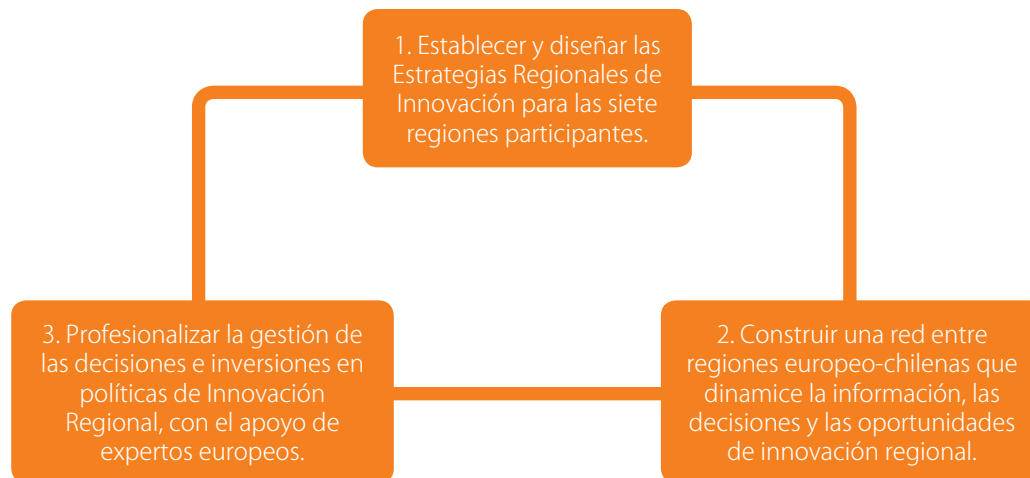 1. Establecer y diseñar las
Estrategias Regionales de
Innovación para las siete
regiones participantes.
3. Profesionalizar la gestión de
las decisiones e inversiones en
políticas de Innovación
Regional, con el apoyo de
expertos europeos.
2. Construir una red entre
regiones europeo-chilenas que
dinamice la información, las
decisiones y las oportunidades
de innovación regional.